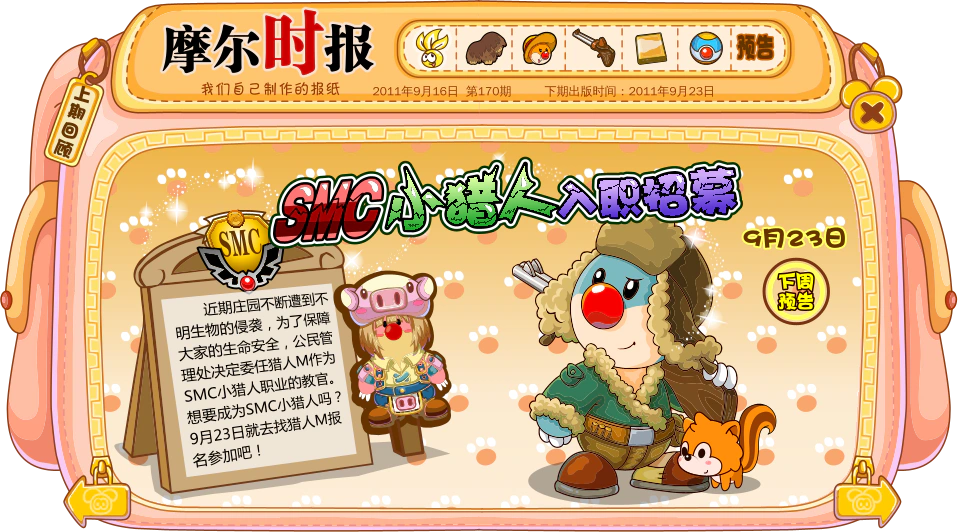 摩尔时报
预告
我们自己制作的报纸
2011年9月16日 第170期
下期出版时间：2011年9月23日
上期回顾
SMC小猎人入职招募
SMC
9月23日
下周
预告
近期庄园不断遭到不
明生物的侵袭，为了保障
大家的生命安全，公民管
理处决定委任猎人M作为
SMC小猎人职业的教官。
想要成为SMC小猎人吗？
9月23日就去找猎人M报
名参加吧！